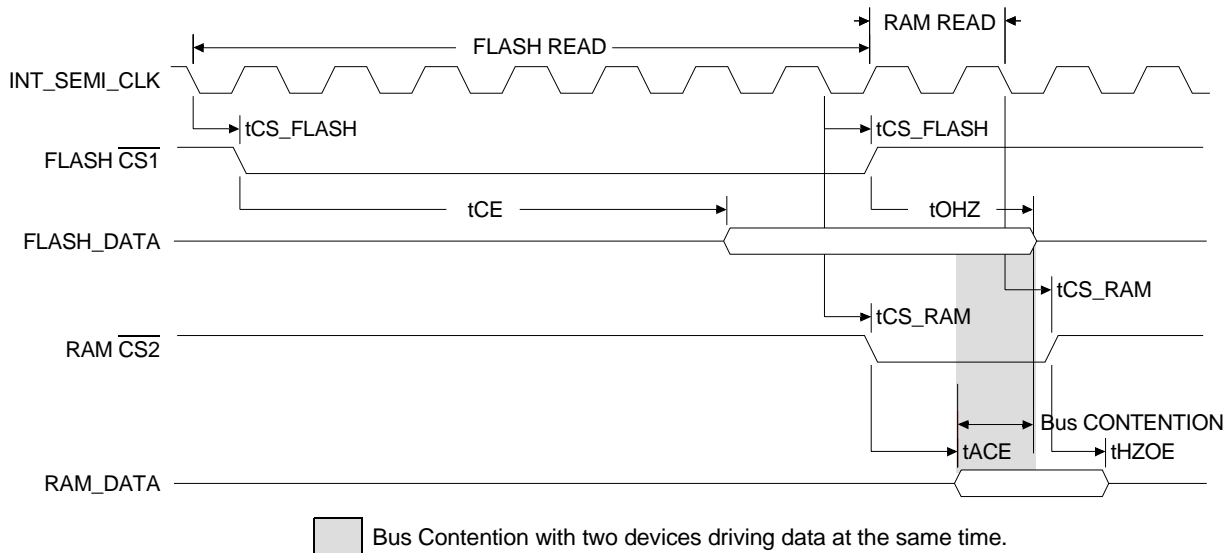 RAM READ
FLASH READ
INT_SEMI_CLK
tCS_FLASH
tCS_FLASH
FLASH CS1
tCE
tOHZ
FLASH_DATA
tCS_RAM
tCS_RAM
RAM CS2
Bus CONTENTION
tACE
tHZOE
RAM_DATA
Bus Contention with two devices driving data at the same time.